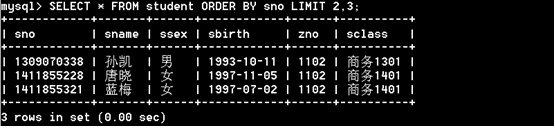 mysql> SELECT * FROM student ORDER BY sno LIMIT 2,3;
+------------+-------+------+------------+------+----------+
| sno | sname | ssex | sbirth | zno | sclass |
+------------+-------+------+------------+------+----------+
| 1309070338 | 孙凯 | 男 | 1993-10-11 | 1102 | 商务1301 |
| 1411855228 | 唐晓 | 女 | 1997-11-05 | 1102 | 商务1401 |
| 1411855321 | 蓝梅 | 女 | 1997-07-02 | 1102 | 商务1401 |
+------------+-------+------+------------+------+----------+
3 rows in set (0.00 sec)